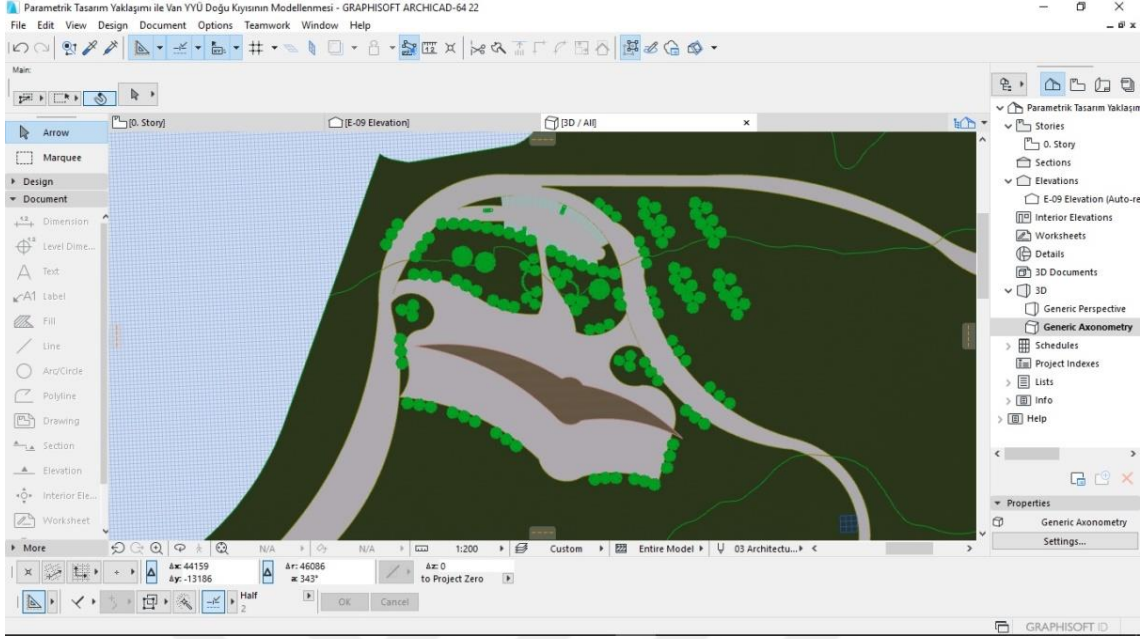 Parametrik Tasarım Yaklaşımı ile Van YYÜ Doğu Kıyısının Modellenmesi - GRAPHISOFT ARCHICAD-64 22
File Edit View Design Document Options Teamwork Window Help
Main:
[0. Story]
[E-09 Elevation]
[3D / All]
Arrow
Marquee
Design
Document
Dimension
Level Dime...
Text
Label
Fill
Line
Arc/Circle
Polyline
Drawing
Section
Elevation
Interior Ele...
Worksheet
More
Parametrik Tasarım Yaklaşım
Stories
0. Story
Sections
Elevations
E-09 Elevation (Auto-re
Interior Elevations
Worksheets
Details
3D Documents
3D
Generic Perspective
Generic Axonometry
Schedules
Project Indexes
Lists
Info
Help
Properties
Generic Axonometry
Settings...
N/A
N/A
1:200
Custom
Entire Model
03 Architectu...
Δx: 44159
Δy: -13186
Δr: 46086
a: 343°
Δz: 0
to Project Zero
Half
2
OK
Cancel
GRAPHISOFT ID